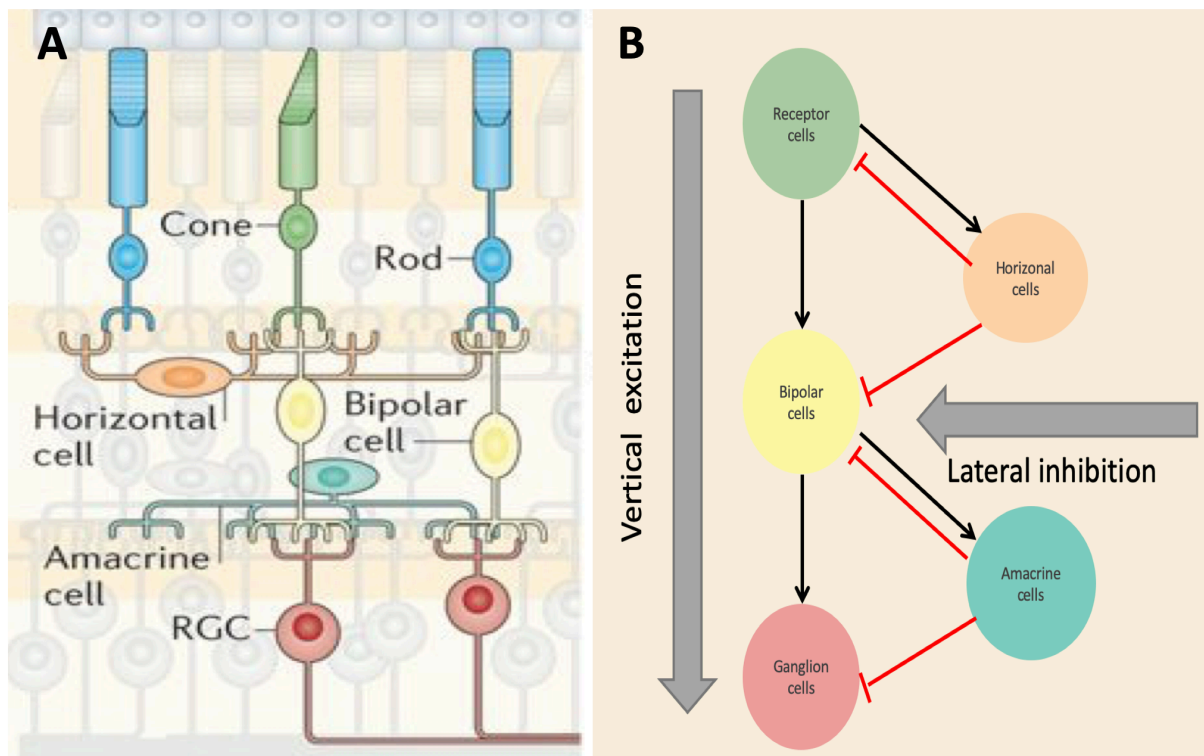 A
Cone
Rod
Horizontal
cell
Bipolar
cell
Amacrine
cell
RGC
B
Receptor
cells
Horizonal
cells
Bipolar
cells
Amacrine
cells
Ganglion
cells
Vertical excitation
Lateral inhibition